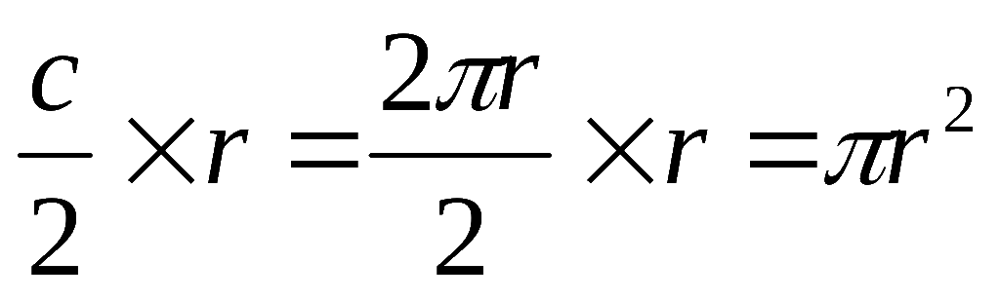 c/2 × r = 2πr/2 × r = πr²